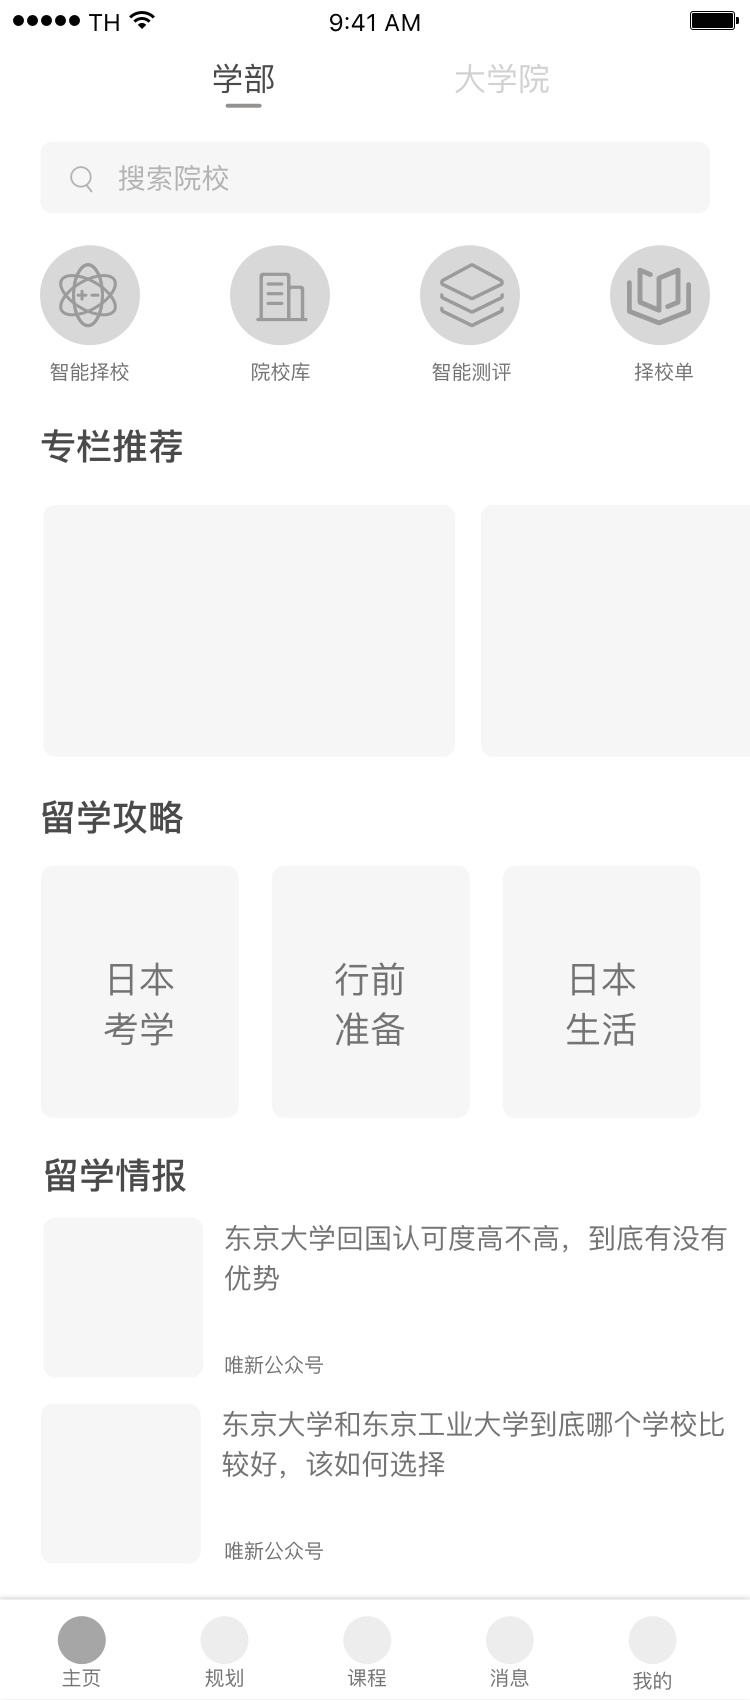 TH 9:41 AM
学部 大学院
搜索院校
智能择校 院校库 智能测评 择校单
专栏推荐
留学攻略
日本 行前 日本
考学 准备 生活
留学情报
东京大学回国认可度高不高，到底有没有
优势
唯新公众号
东京大学和东京工业大学到底哪个学校比
较好，该如何选择
唯新公众号
主页 规划 课程 消息 我的